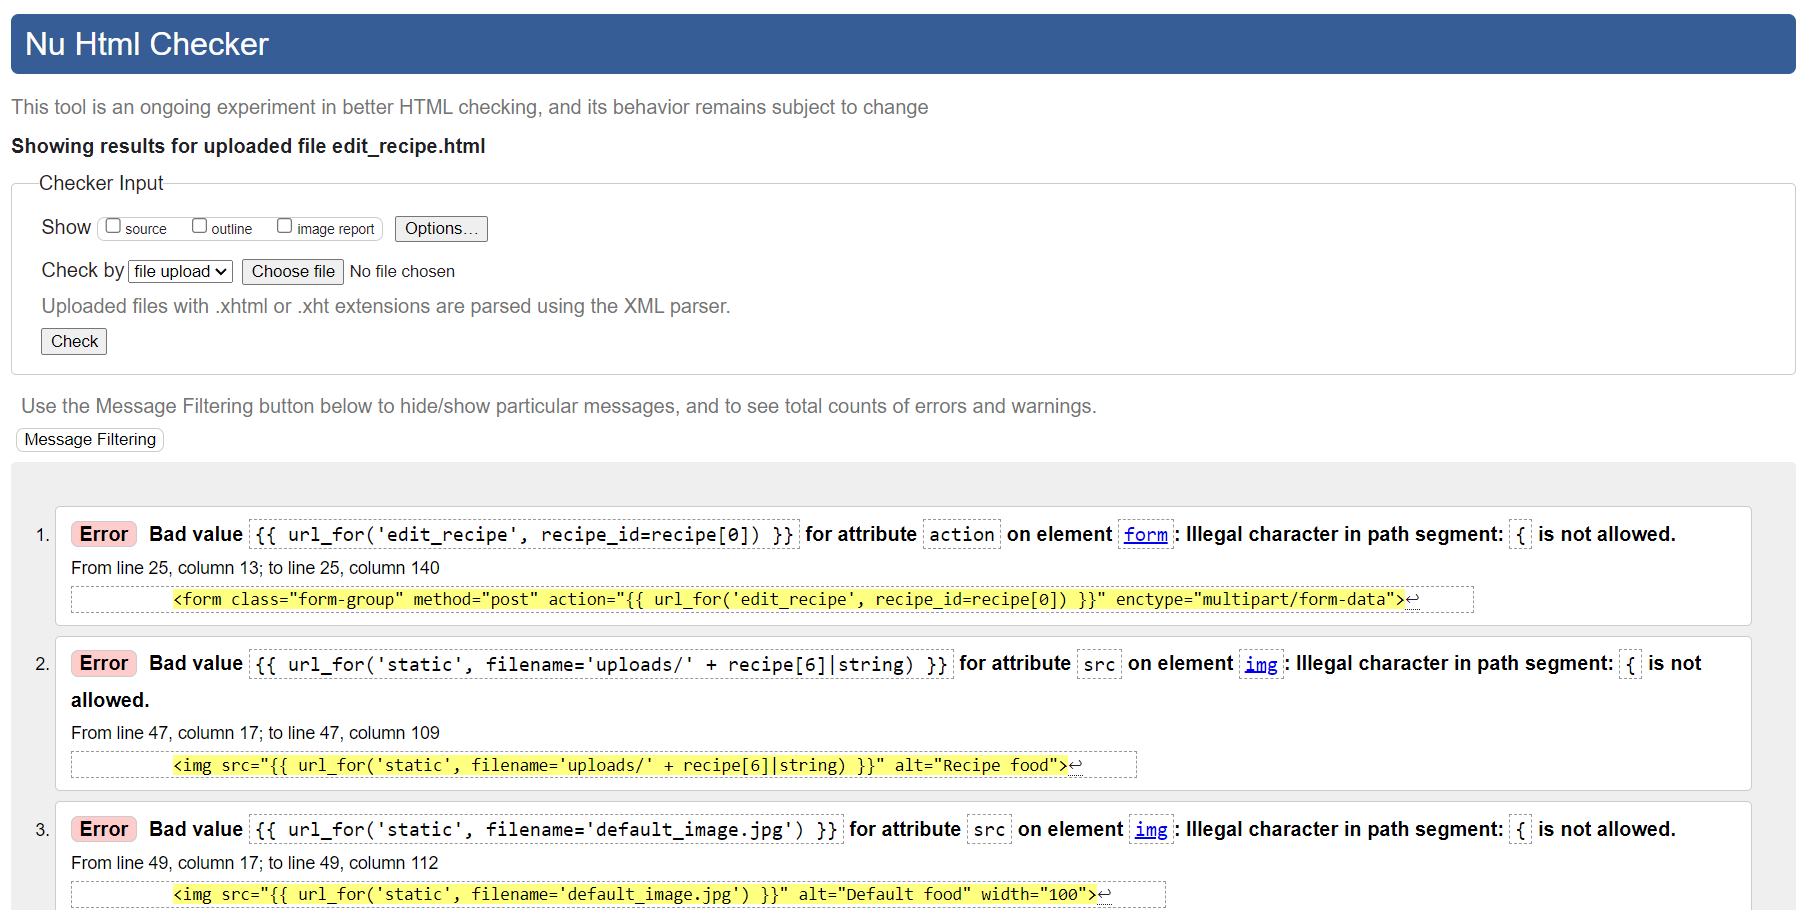 Nu Html Checker
This tool is an ongoing experiment in better HTML checking, and its behavior remains subject to change
Showing results for uploaded file edit_recipe.html
Checker Input
Show source outline image report Options...
Check by file upload Choose file No file chosen
Uploaded files with .xhtml or .xht extensions are parsed using the XML parser.
Check
Use the Message Filtering button below to hide/show particular messages, and to see total counts of errors and warnings.
Message Filtering
1. Error Bad value {{ url_for('edit_recipe', recipe_id=recipe[0]) }} for attribute action on element form: Illegal character in path segment: { is not allowed.
From line 25, column 13; to line 25, column 140
<form class="form-group" method="post" action="{{ url_for('edit_recipe', recipe_id=recipe[0]) }}" enctype="multipart/form-data">↩
2. Error Bad value {{ url_for('static', filename='uploads/' + recipe[6]|string) }} for attribute src on element img: Illegal character in path segment: { is not
allowed.
From line 47, column 17; to line 47, column 109
<img src="{{ url_for('static', filename='uploads/' + recipe[6]|string) }}" alt="Recipe food">↩
3. Error Bad value {{ url_for('static', filename='default_image.jpg') }} for attribute src on element img: Illegal character in path segment: { is not allowed.
From line 49, column 17; to line 49, column 112
<img src="{{ url_for('static', filename='default_image.jpg') }}" alt="Default food" width="100">↩